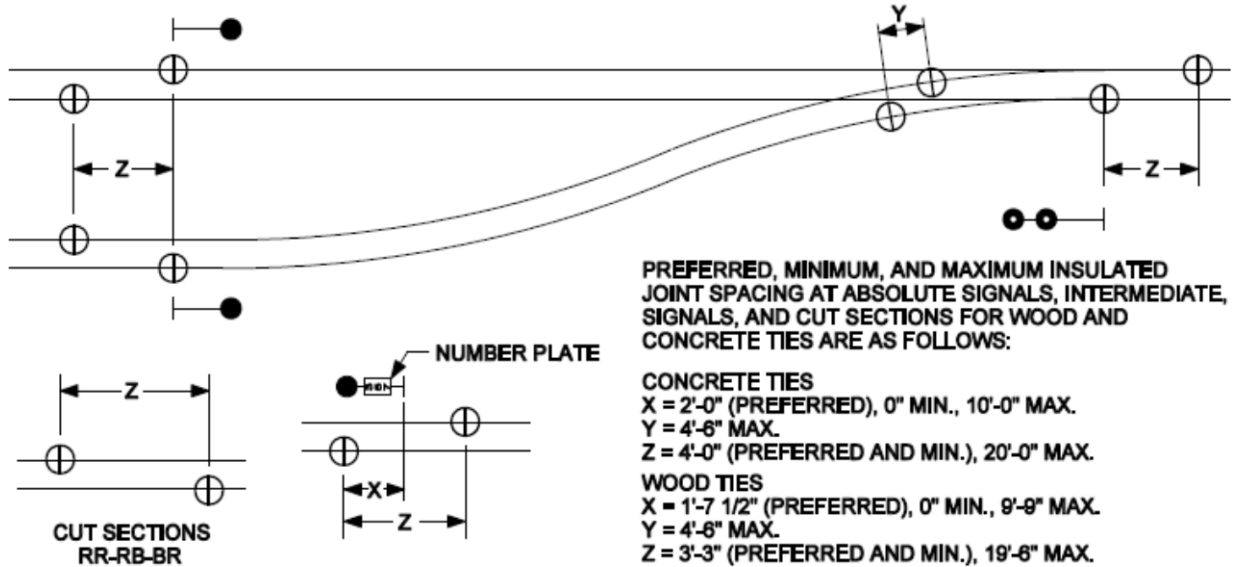 Y
Z
Z
PREFERRED, MINIMUM, AND MAXIMUM INSULATED
JOINT SPACING AT ABSOLUTE SIGNALS, INTERMEDIATE,
SIGNALS, AND CUT SECTIONS FOR WOOD AND
CONCRETE TIES ARE AS FOLLOWS:
CONCRETE TIES
X = 2'-0" (PREFERRED), 0" MIN., 10'-0" MAX.
Y = 4'-6" MAX.
Z = 4'-0" (PREFERRED AND MIN.), 20'-0" MAX.
WOOD TIES
X = 1'-7 1/2" (PREFERRED), 0" MIN., 9'-9" MAX.
Y = 4'-6" MAX.
Z = 3'-3" (PREFERRED AND MIN.), 19'-6" MAX.
Z
CUT SECTIONS
RR-RB-BR
NUMBER PLATE
X
Z